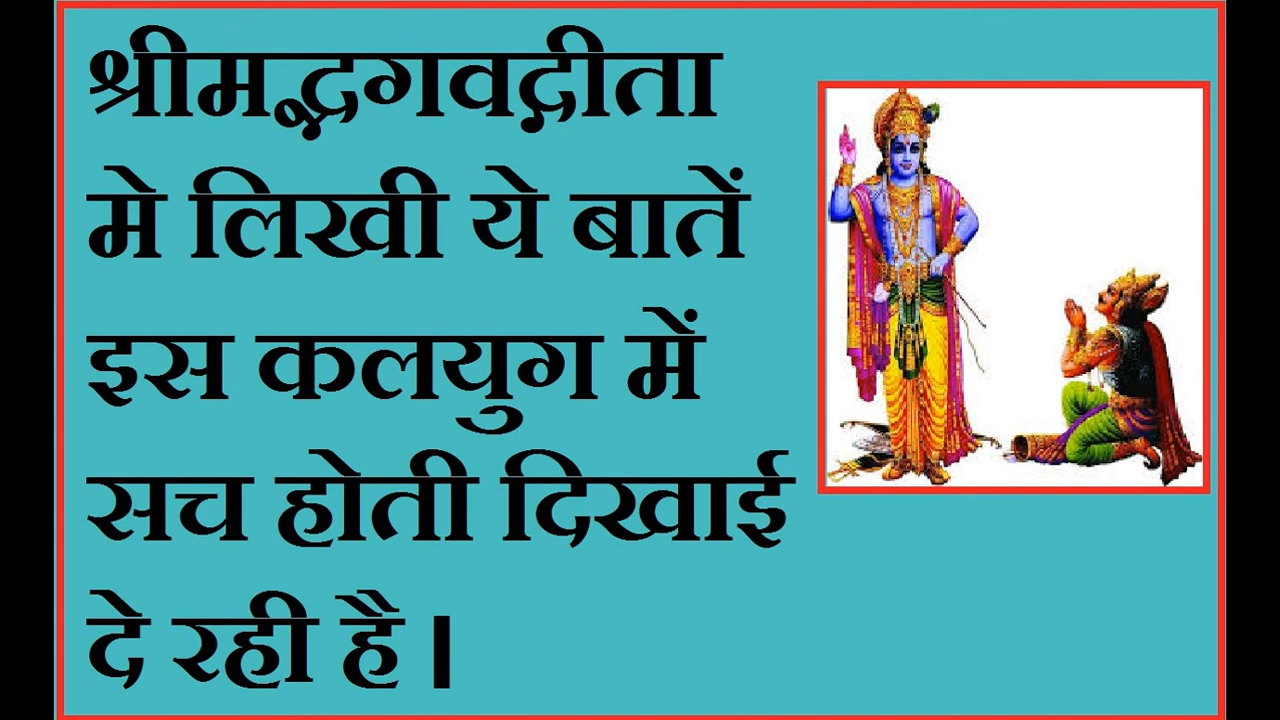 श्रीमद्भगवद्गीता
मे लिखी ये बातें
इस कलयुग में
सच होती दिखाई
दे रही है।